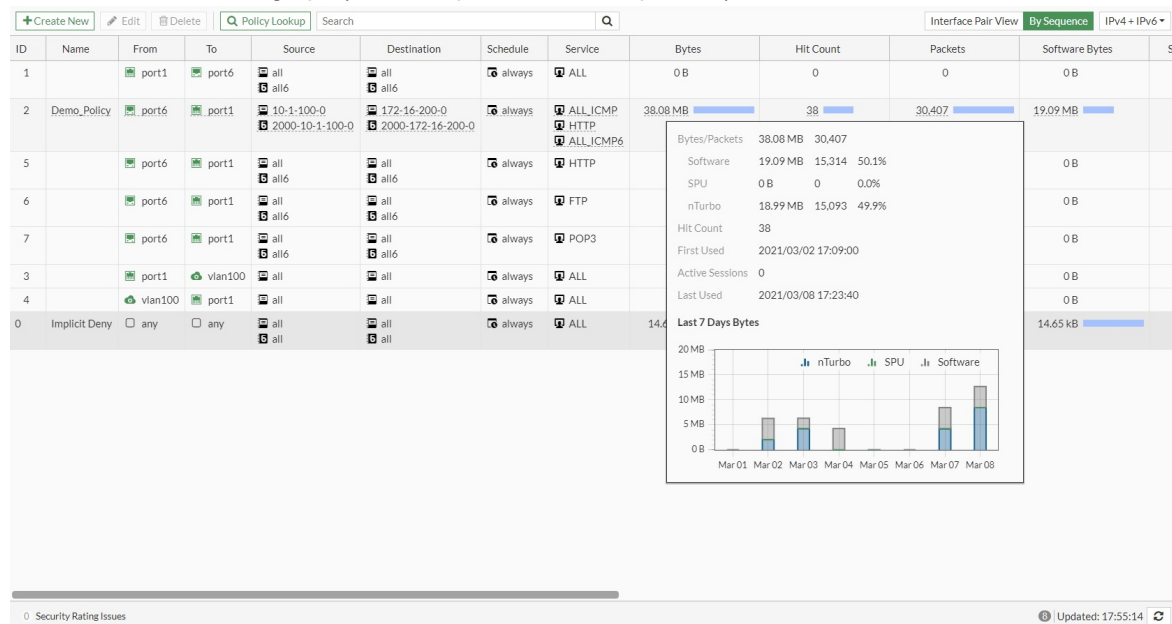 Create New Edit Delete Policy Lookup Search Interface Pair View By Sequence IPv4 + IPv6
ID Name From To Source Destination Schedule Service Bytes Hit Count Packets Software Bytes S
1 port1 port6 all all always ALL 0 B 0 0 0 B
all6 all6
2 Demo_Policy port6 port1 10-1-100-0 172-16-200-0 always ALL_ICMP 38.08 MB 38 30,407 19.09 MB
2000-10-1-100-0 2000-172-16-200-0 HTTP
ALL_ICMP6
5 port6 port1 all all always HTTP 0 B
all6 all6
6 port6 port1 all all always FTP 0 B
all6 all6
7 port6 port1 all all always POP3 0 B
all6 all6
3 port1 vlan100 all all always ALL 0 B
4 vlan100 port1 all all always ALL 0 B
0 Implicit Deny any any all all always ALL 14.6 14.65 kB
all all
Bytes/Packets 38.08 MB 30,407
Software 19.09 MB 15,314 50.1%
SPU 0 B 0 0.0%
nTurbo 18.99 MB 15,093 49.9%
Hit Count 38
First Used 2021/03/02 17:09:00
Active Sessions 0
Last Used 2021/03/08 17:23:40
Last 7 Days Bytes
nTurbo SPU Software
20 MB
15 MB
10 MB
5 MB
0 B
Mar 01 Mar 02 Mar 03 Mar 04 Mar 05 Mar 06 Mar 07 Mar 08
0 Security Rating Issues 8 Updated: 17:55:14